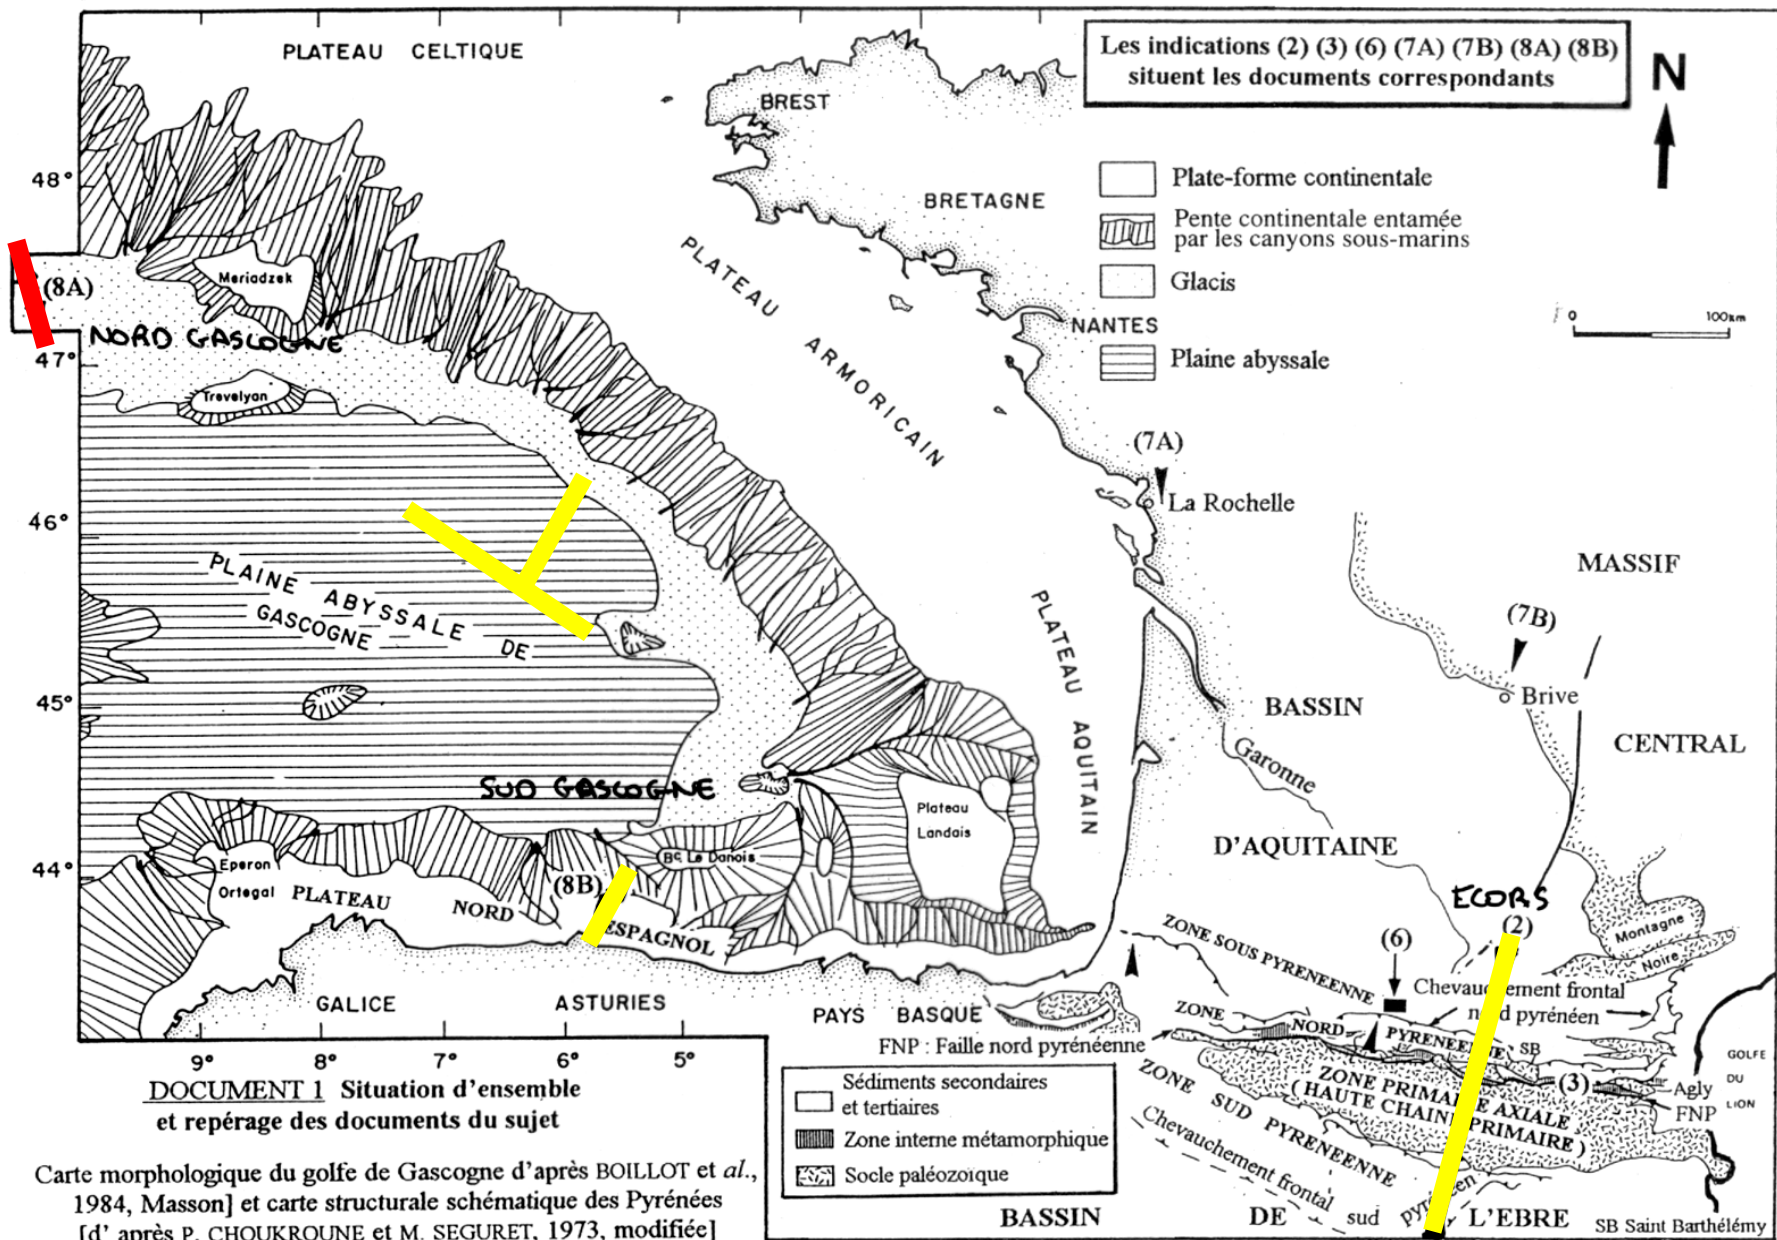 PLATEAU CELTIQUE
Les indications (2) (3) (6) (7A) (7B) (8A) (8B)
situent les documents correspondants
N
BREST
BRETAGNE
Plate-forme continentale
Pente continentale entamée
par les canyons sous-marins
Glacis
Plaine abyssale
0 100km
48°
47°
46°
45°
44°
(8A)
Meriadzek
NORD GASCOGNE
Trevelyan
PLATEAU
ARMORICAIN
NANTES
(7A)
La Rochelle
MASSIF
(7B)
Brive
CENTRAL
PLAINE ABYSSALE DE
GASCOGNE
PLATEAU AQUITAIN
BASSIN
Garonne
D'AQUITAINE
SUD GASCOGNE
Plateau
Landais
Bc Le Danois
Eperon
Ortegal
PLATEAU NORD ESPAGNOL
(8B)
GALICE
ASTURIES
PAYS BASQUE
ECORS
(2)
(6)
Montagne
Noire
ZONE SOUS PYRENEENNE
Chevauchement frontal
nord pyrénéen
ZONE NORD PYRENEENNE
SB
FNP : Faille nord pyrénéenne
ZONE PRIMAIRE AXIALE
(HAUTE CHAINE PRIMAIRE)
(3)
Agly
FNP
GOLFE
DU
LION
ZONE SUD PYRENEENNE
Chevauchement frontal sud pyrénéen
BASSIN DE L'EBRE
SB Saint Barthélémy
9° 8° 7° 6° 5°
Sédiments secondaires
et tertiaires
Zone interne métamorphique
Socle paléozoïque
DOCUMENT 1 Situation d'ensemble
et repérage des documents du sujet
Carte morphologique du golfe de Gascogne d'après BOILLOT et al.,
1984, Masson] et carte structurale schématique des Pyrénées
[d' après P. CHOUKROUNE et M. SEGURET, 1973, modifiée]